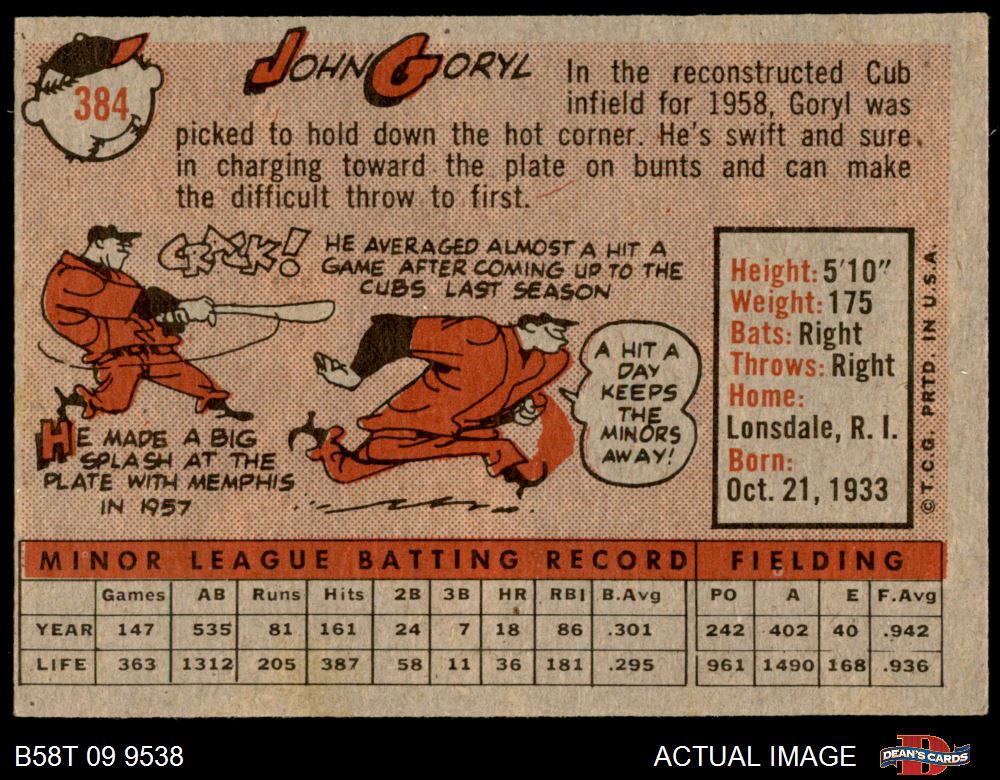 384
JOHN GORYL
In the reconstructed Cub
infield for 1958, Goryl was
picked to hold down the hot corner. He's swift and sure
in charging toward the plate on bunts and can make
the difficult throw to first.
CRACK!
HE AVERAGED ALMOST A HIT A
GAME AFTER COMING UP TO THE
CUBS LAST SEASON
A HIT A
DAY
KEEPS
THE
MINORS
AWAY!
HE MADE A BIG
SPLASH AT THE
PLATE WITH MEMPHIS
IN 1957
Height: 5'10"
Weight: 175
Bats: Right
Throws: Right
Home:
Lonsdale, R. I.
Born:
Oct. 21, 1933
© T.C.G. PRTD. IN U.S.A.
MINOR LEAGUE BATTING RECORD FIELDING
Games AB Runs Hits 2B 3B HR RBI B.Avg PO A E F.Avg
YEAR 147 535 81 161 24 7 18 86 .301 242 402 40 .942
LIFE 363 1312 205 387 58 11 36 181 .295 961 1490 168 .936
B58T 09 9538 ACTUAL IMAGE DEAN'S CARDS